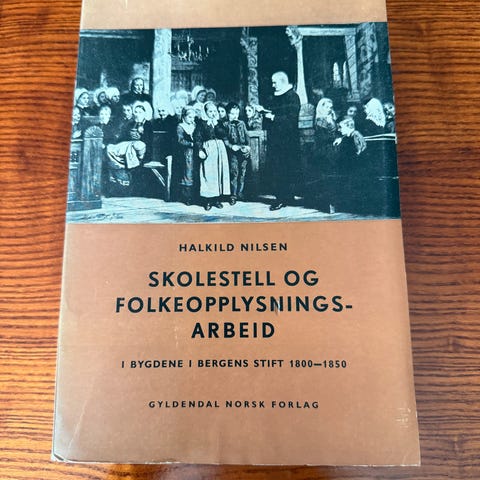 HALKILD NILSEN
SKOLESTELL OG
FOLKEOPPLYSNINGS-
ARBEID
I BYGDENE I BERGENS STIFT 1800—1850
GYLDENDAL NORSK FORLAG